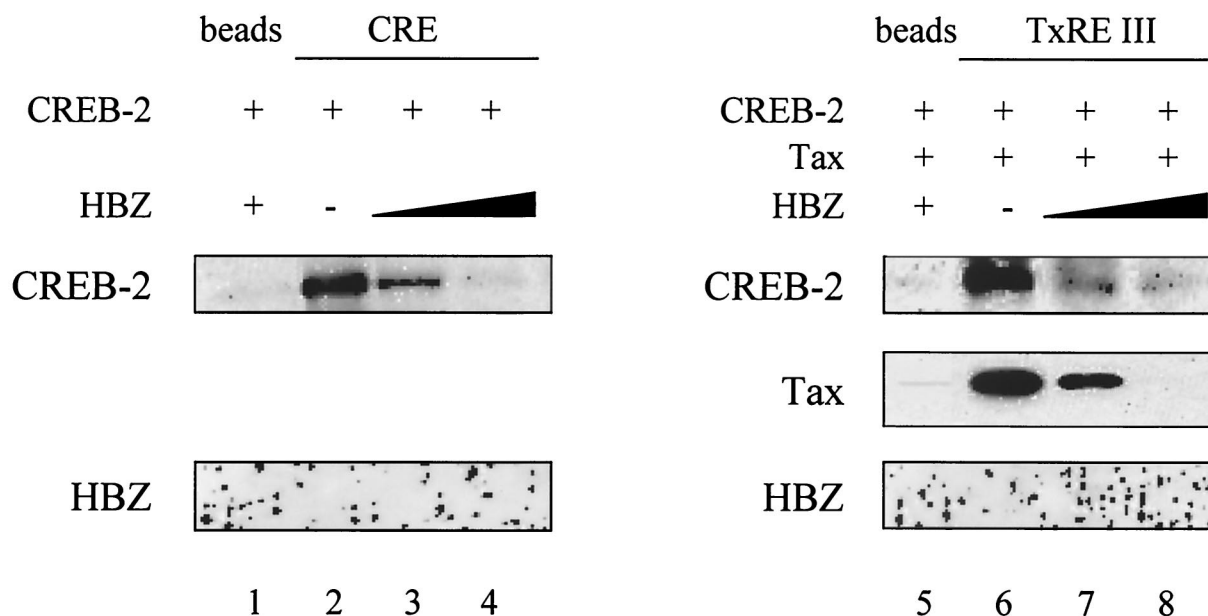 beads CRE
CREB-2 + + + +
HBZ + -
CREB-2
HBZ
1 2 3 4
beads TxRE III
CREB-2 + + + +
Tax + + + +
HBZ + -
CREB-2
Tax
HBZ
5 6 7 8